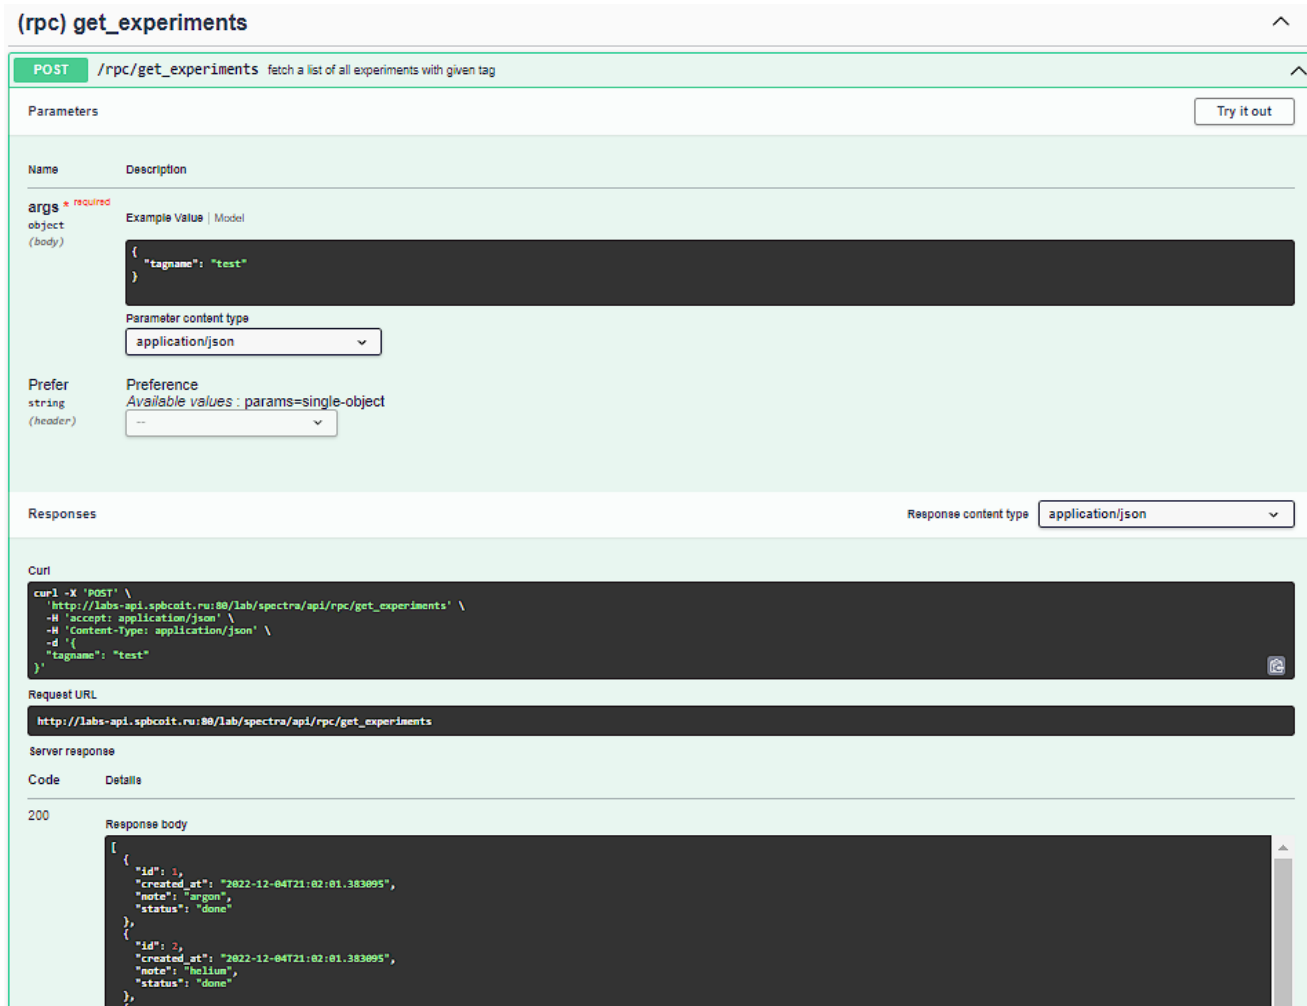 (rpc) get_experiments
POST /rpc/get_experiments fetch a list of all experiments with given tag
Parameters
Try it out
Name Description
args * required
object
(body)
Example Value | Model
{
"tagname": "test"
}
Parameter content type
application/json
Prefer
string
(header)
Preference
Available values : params=single-object
--
Responses
Response content type application/json
Curl
curl -X 'POST' \
'http://labs-api.spbcoit.ru:80/lab/spectra/api/rpc/get_experiments' \
-H 'accept: application/json' \
-H 'Content-Type: application/json' \
-d '{
"tagname": "test"
}'
Request URL
http://labs-api.spbcoit.ru:80/lab/spectra/api/rpc/get_experiments
Server response
Code Details
200
Response body
[
{
"id": 1,
"created_at": "2022-12-04T21:02:01.383095",
"note": "argon",
"status": "done"
},
{
"id": 2,
"created_at": "2022-12-04T21:02:01.383095",
"note": "helium",
"status": "done"
},
{